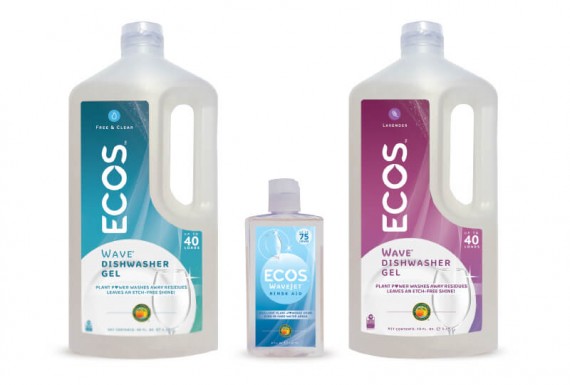 FREE & CLEAR
ECOS
UP TO
40
LOADS
WAVE
DISHWASHER
GEL
PLANT POWER WASHES AWAY RESIDUES
LEAVES AN ETCH-FREE SHINE!
75
ECOS
WAVEJET
RINSE AID
LAVENDER
ECOS
UP TO
40
LOADS
WAVE
DISHWASHER
GEL
PLANT POWER WASHES AWAY RESIDUES
LEAVES AN ETCH-FREE SHINE!